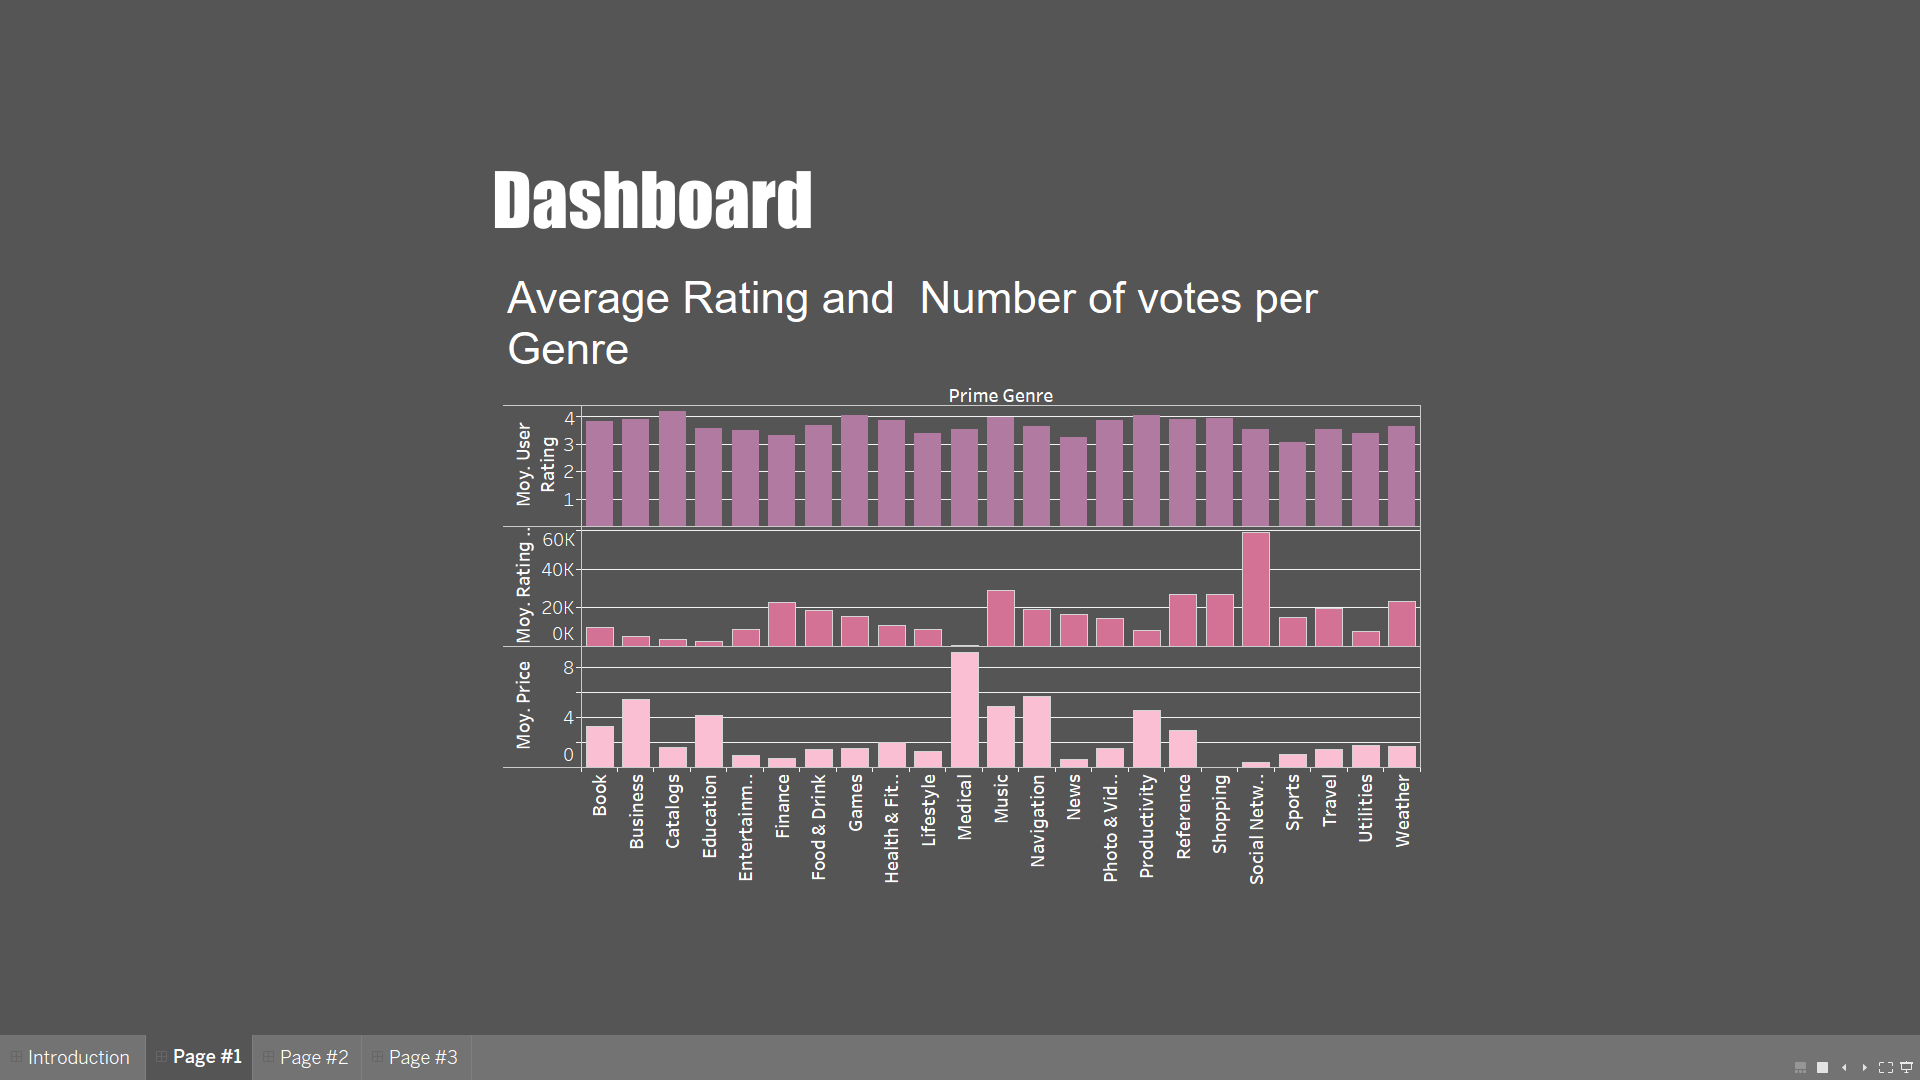 Dashboard
Average Rating and  Number of votes per
Genre
Prime Genre
Moy. User
Rating
4
3
2
1
Moy. Rating ..
60K
40K
20K
0K
Moy. Price
8
4
0
Book
Business
Catalogs
Education
Entertainm..
Finance
Food & Drink
Games
Health & Fit..
Lifestyle
Medical
Music
Navigation
News
Photo & Vid..
Productivity
Reference
Shopping
Social Netw..
Sports
Travel
Utilities
Weather
Introduction
Page #1
Page #2
Page #3